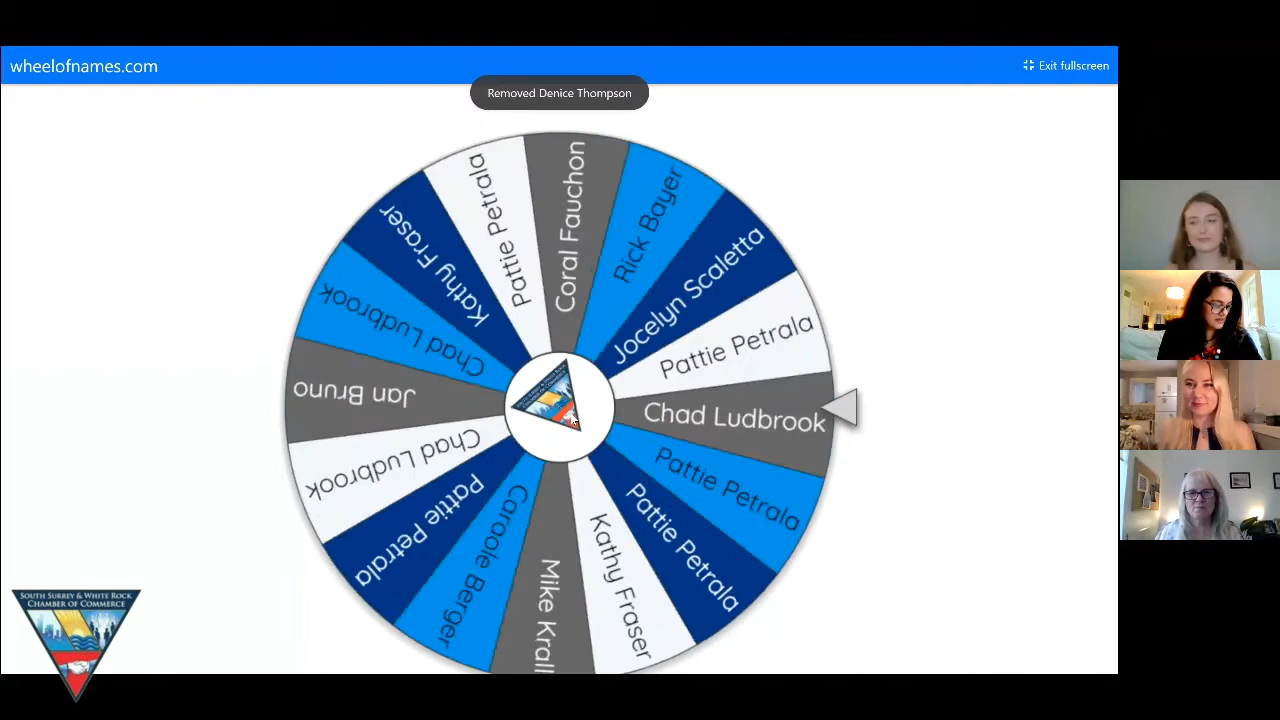 wheelofnames.com
Exit fullscreen
Removed Denice Thompson
Coral Fauchon
Rick Bayer
Jocelyn Scaletta
Pattie Petrala
Chad Ludbrook
Pattie Petrala
Pattie Petrala
Kathy Fraser
Mike Krall
Caroole Berger
Pattie Petrala
Chad Ludbrook
Jan Bruno
Chad Ludbrook
Kathy Fraser
Pattie Petrala
SOUTH SURREY & WHITE ROCK
CHAMBER OF COMMERCE